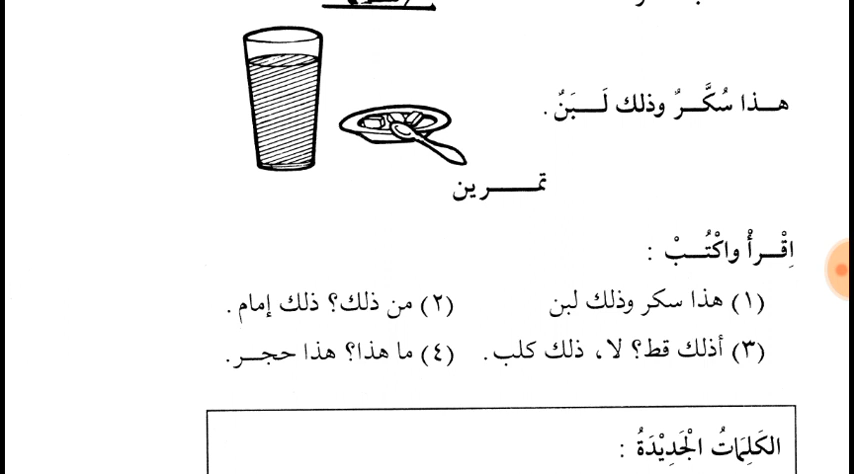 هـذا سُكَّـرٌ وذلك لَـبَنٌ .
تمـرين
اِقْـرأْ واكْتُـبْ :
(١) هذا سكر وذلك لبن (٢) من ذلك؟ ذلك إمام .
(٣) أذلك قط؟ لا، ذلك كلب . (٤) ما هذا؟ هذا حجـر.
الكَلِمَاتُ الْجَدِيْدَةُ :